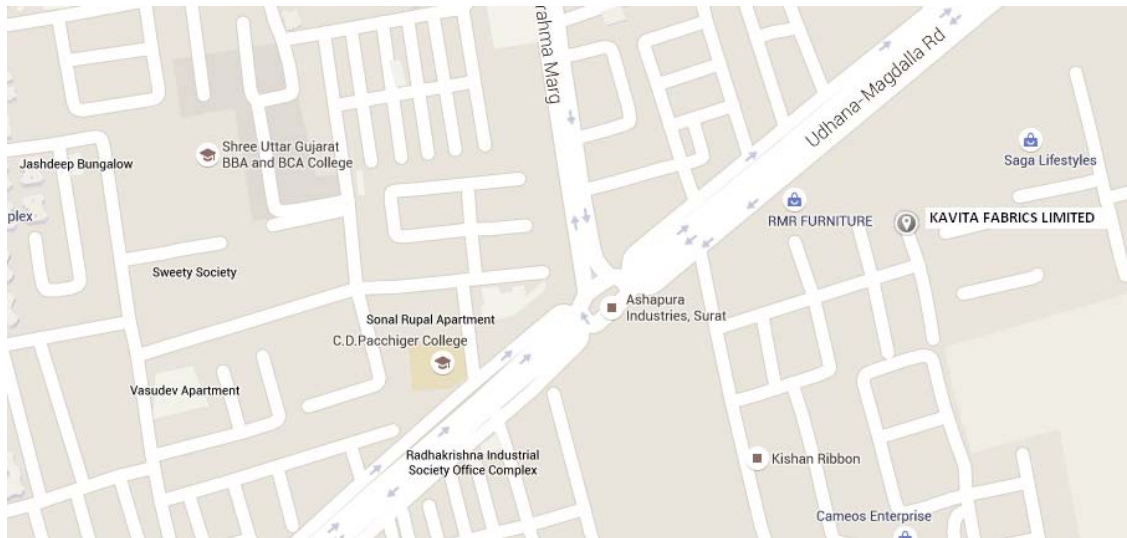 rahma Marg
Udhana-Magdalla Rd
Shree Uttar Gujarat
BBA and BCA College
Jashdeep Bungalow
Saga Lifestyles
plex
RMR FURNITURE
KAVITA FABRICS LIMITED
Sweety Society
Ashapura
Industries, Surat
Sonal Rupal Apartment
C.D.Pacchiger College
Vasudev Apartment
Radhakrishna Industrial
Society Office Complex
Kishan Ribbon
Cameos Enterprise